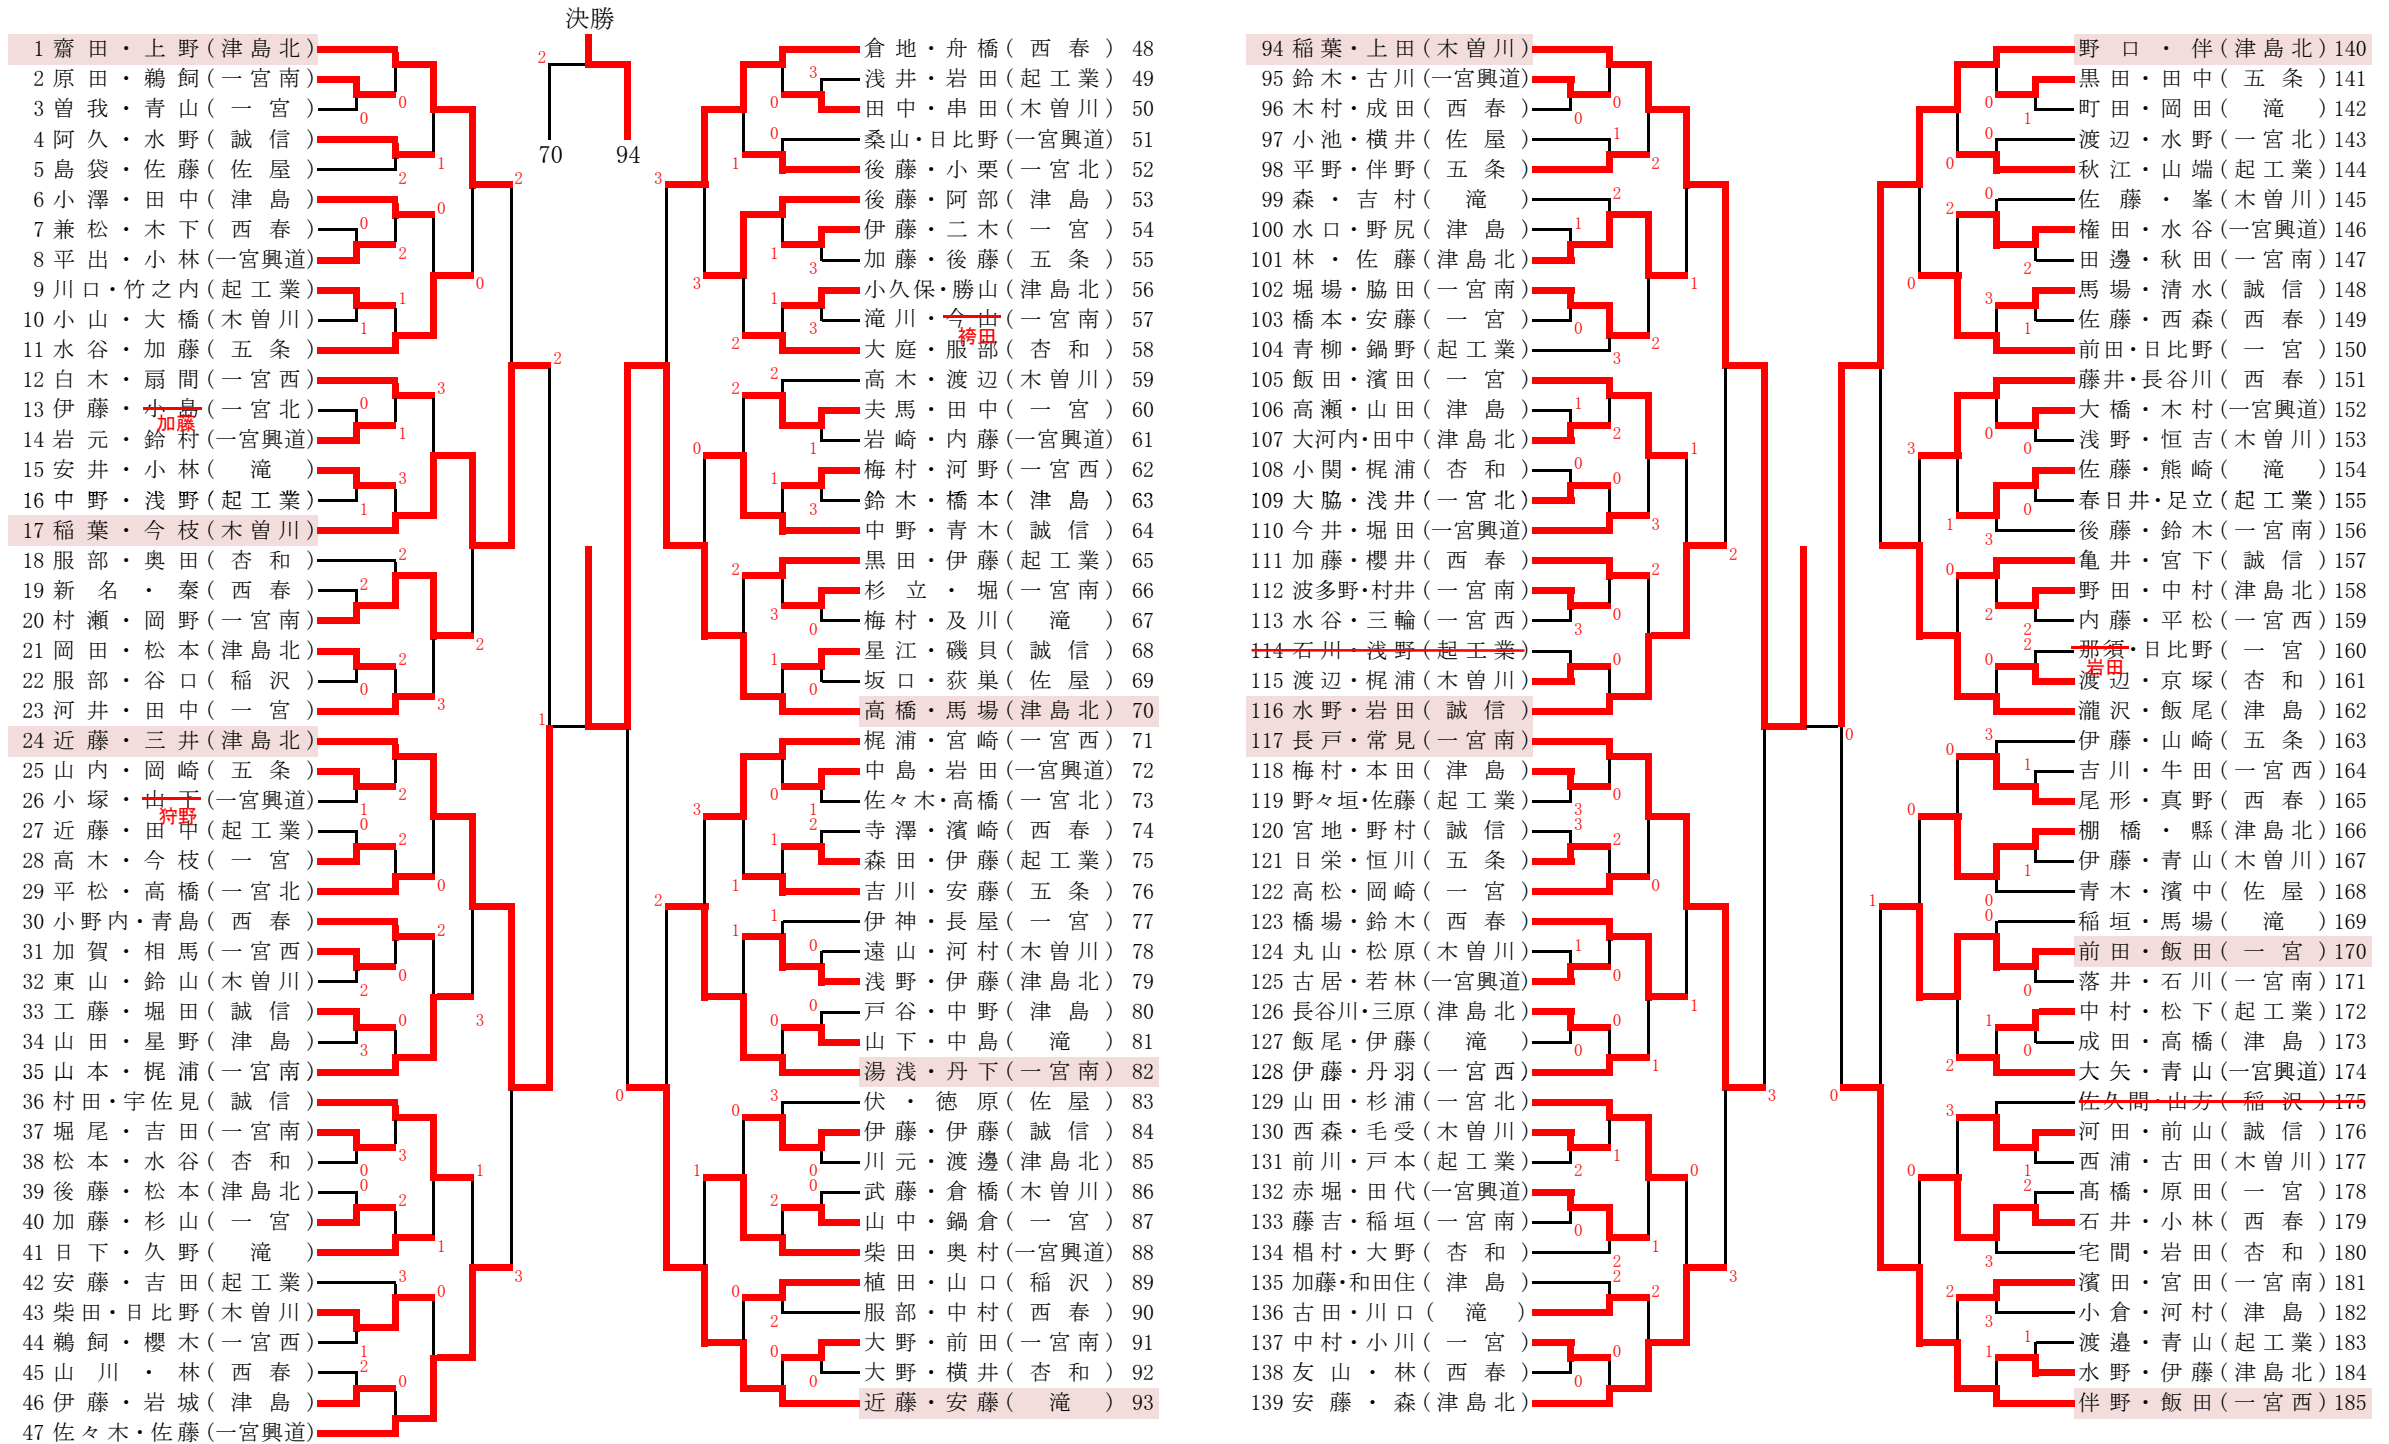 決勝
2
70 94
1 齋田・上野(津島北)
2 原田・鵜飼(一宮南)
3 曽我・青山(一宮)
4 阿久・水野(誠信)
5 島袋・佐藤(佐屋)
6 小澤・田中(津島)
7 兼松・木下(西春)
8 平出・小林(一宮興道)
9 川口・竹之内(起工業)
10 小山・大橋(木曽川)
11 水谷・加藤(五条)
12 白木・扇間(一宮西)
13 伊藤・小島(一宮北)
加藤
14 岩元・鈴村(一宮興道)
15 安井・小林(滝)
16 中野・浅野(起工業)
17 稲葉・今枝(木曽川)
18 服部・奥田(杏和)
19 新名・秦(西春)
20 村瀬・岡野(一宮南)
21 岡田・松本(津島北)
22 服部・谷口(稲沢)
23 河井・田中(一宮)
24 近藤・三井(津島北)
25 山内・岡崎(五条)
26 小塚・山下(一宮興道)
狩野
27 近藤・田中(起工業)
28 高木・今枝(一宮)
29 平松・高橋(一宮北)
30 小野内・青島(西春)
31 加賀・相馬(一宮西)
32 東山・鈴山(木曽川)
33 工藤・堀田(誠信)
34 山田・星野(津島)
35 山本・梶浦(一宮南)
36 村田・宇佐見(誠信)
37 堀尾・吉田(一宮南)
38 松本・水谷(杏和)
39 後藤・松本(津島北)
40 加藤・杉山(一宮)
41 日下・久野(滝)
42 安藤・吉田(起工業)
43 柴田・日比野(木曽川)
44 鵜飼・櫻木(一宮西)
45 山川・林(西春)
46 伊藤・岩城(津島)
47 佐々木・佐藤(一宮興道)
倉地・舟橋(西春) 48
浅井・岩田(起工業) 49
田中・串田(木曽川) 50
桑山・日比野(一宮興道) 51
後藤・小栗(一宮北) 52
後藤・阿部(津島) 53
伊藤・二木(一宮) 54
加藤・後藤(五条) 55
小久保・勝山(津島北) 56
滝川・今山(一宮南) 57
袴田
大庭・服部(杏和) 58
高木・渡辺(木曽川) 59
夫馬・田中(一宮) 60
岩崎・内藤(一宮興道) 61
梅村・河野(一宮西) 62
鈴木・橋本(津島) 63
中野・青木(誠信) 64
黒田・伊藤(起工業) 65
杉立・堀(一宮南) 66
梅村・及川(滝) 67
星江・磯貝(誠信) 68
坂口・荻巣(佐屋) 69
高橋・馬場(津島北) 70
梶浦・宮崎(一宮西) 71
中島・岩田(一宮興道) 72
佐々木・高橋(一宮北) 73
寺澤・濱崎(西春) 74
森田・伊藤(起工業) 75
吉川・安藤(五条) 76
伊神・長屋(一宮) 77
遠山・河村(木曽川) 78
浅野・伊藤(津島北) 79
戸谷・中野(津島) 80
山下・中島(滝) 81
湯浅・丹下(一宮南) 82
伏・徳原(佐屋) 83
伊藤・伊藤(誠信) 84
川元・渡邊(津島北) 85
武藤・倉橋(木曽川) 86
山中・鍋倉(一宮) 87
柴田・奥村(一宮興道) 88
植田・山口(稲沢) 89
服部・中村(西春) 90
大野・前田(一宮南) 91
大野・横井(杏和) 92
近藤・安藤(滝) 93
94 稲葉・上田(木曽川)
95 鈴木・古川(一宮興道)
96 木村・成田(西春)
97 小池・横井(佐屋)
98 平野・伴野(五条)
99 森・吉村(滝)
100 水口・野尻(津島)
101 林・佐藤(津島北)
102 堀場・脇田(一宮南)
103 橋本・安藤(一宮)
104 青柳・鍋野(起工業)
105 飯田・濱田(一宮)
106 高瀬・山田(津島)
107 大河内・田中(津島北)
108 小関・梶浦(杏和)
109 大脇・浅井(一宮北)
110 今井・堀田(一宮興道)
111 加藤・櫻井(西春)
112 波多野・村井(一宮南)
113 水谷・三輪(一宮西)
114 石川・浅野(起工業)
115 渡辺・梶浦(木曽川)
116 水野・岩田(誠信)
117 長戸・常見(一宮南)
118 梅村・本田(津島)
119 野々垣・佐藤(起工業)
120 宮地・野村(誠信)
121 日栄・恒川(五条)
122 高松・岡崎(一宮)
123 橋場・鈴木(西春)
124 丸山・松原(木曽川)
125 古居・若林(一宮興道)
126 長谷川・三原(津島北)
127 飯尾・伊藤(滝)
128 伊藤・丹羽(一宮西)
129 山田・杉浦(一宮北)
130 西森・毛受(木曽川)
131 前川・戸本(起工業)
132 赤堀・田代(一宮興道)
133 藤吉・稲垣(一宮南)
134 椙村・大野(杏和)
135 加藤・和田住(津島)
136 古田・川口(滝)
137 中村・小川(一宮)
138 友山・林(西春)
139 安藤・森(津島北)
野口・伴(津島北) 140
黒田・田中(五条) 141
町田・岡田(滝) 142
渡辺・水野(一宮北) 143
秋江・山端(起工業) 144
佐藤・峯(木曽川) 145
権田・水谷(一宮興道) 146
田邊・秋田(一宮南) 147
馬場・清水(誠信) 148
佐藤・西森(西春) 149
前田・日比野(一宮) 150
藤井・長谷川(西春) 151
大橋・木村(一宮興道) 152
浅野・恒吉(木曽川) 153
佐藤・熊崎(滝) 154
春日井・足立(起工業) 155
後藤・鈴木(一宮南) 156
亀井・宮下(誠信) 157
野田・中村(津島北) 158
内藤・平松(一宮西) 159
那須・日比野(一宮) 160
岩田
渡辺・京塚(杏和) 161
瀧沢・飯尾(津島) 162
伊藤・山崎(五条) 163
吉川・牛田(一宮西) 164
尾形・真野(西春) 165
棚橋・縣(津島北) 166
伊藤・青山(木曽川) 167
青木・濱中(佐屋) 168
稲垣・馬場(滝) 169
前田・飯田(一宮) 170
落井・石川(一宮南) 171
中村・松下(起工業) 172
成田・高橋(津島) 173
大矢・青山(一宮興道) 174
佐久間・山方(稲沢) 175
河田・前山(誠信) 176
西浦・古田(木曽川) 177
髙橋・原田(一宮) 178
石井・小林(西春) 179
宅間・岩田(杏和) 180
濱田・宮田(一宮南) 181
小倉・河村(津島) 182
渡邉・青山(起工業) 183
水野・伊藤(津島北) 184
伴野・飯田(一宮西) 185